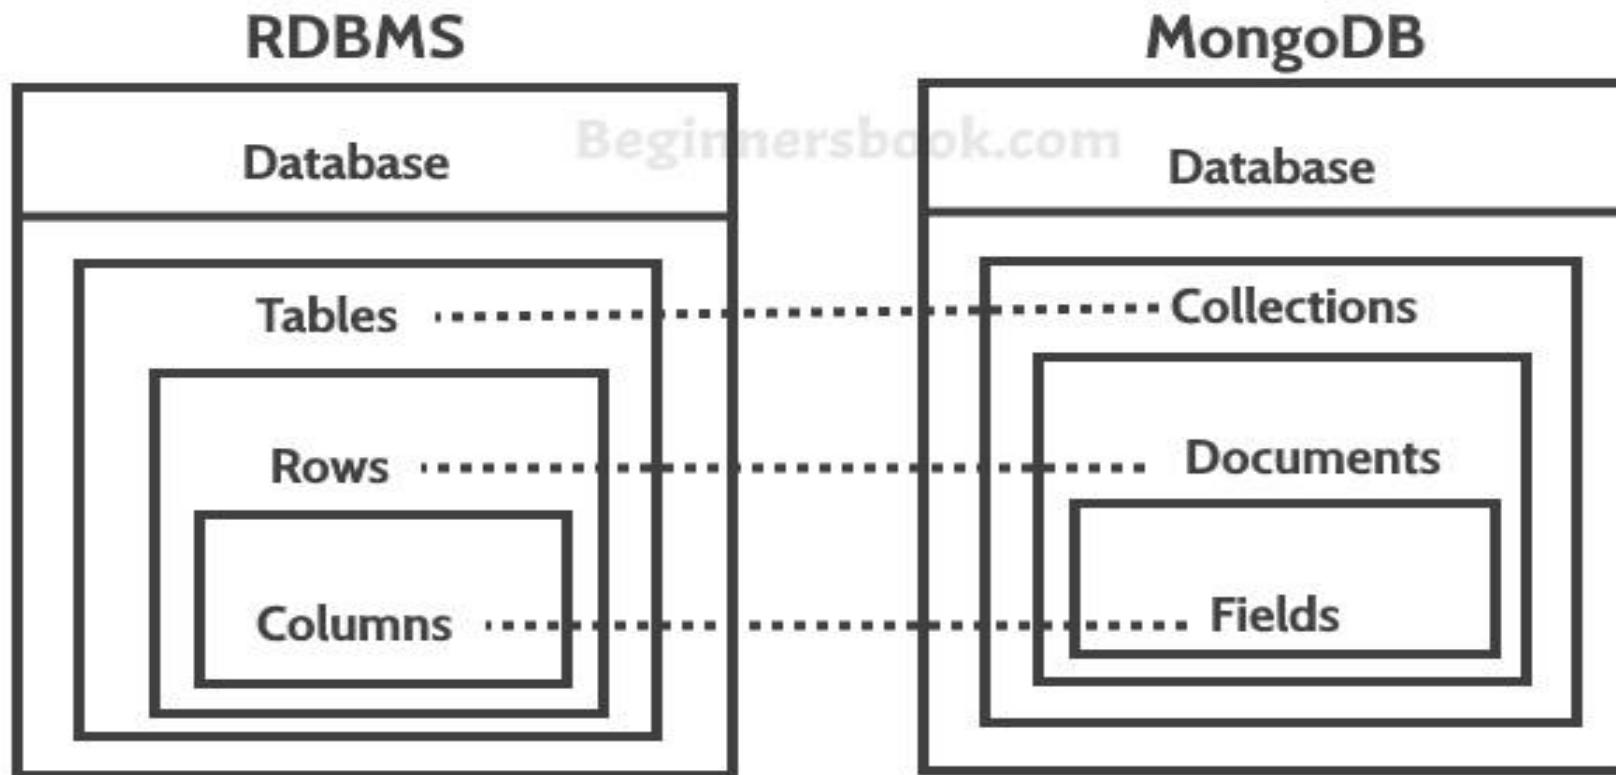 RDBMS
MongoDB
Beginnersbook.com
Database
Database
Tables
Collections
Rows
Documents
Columns
Fields